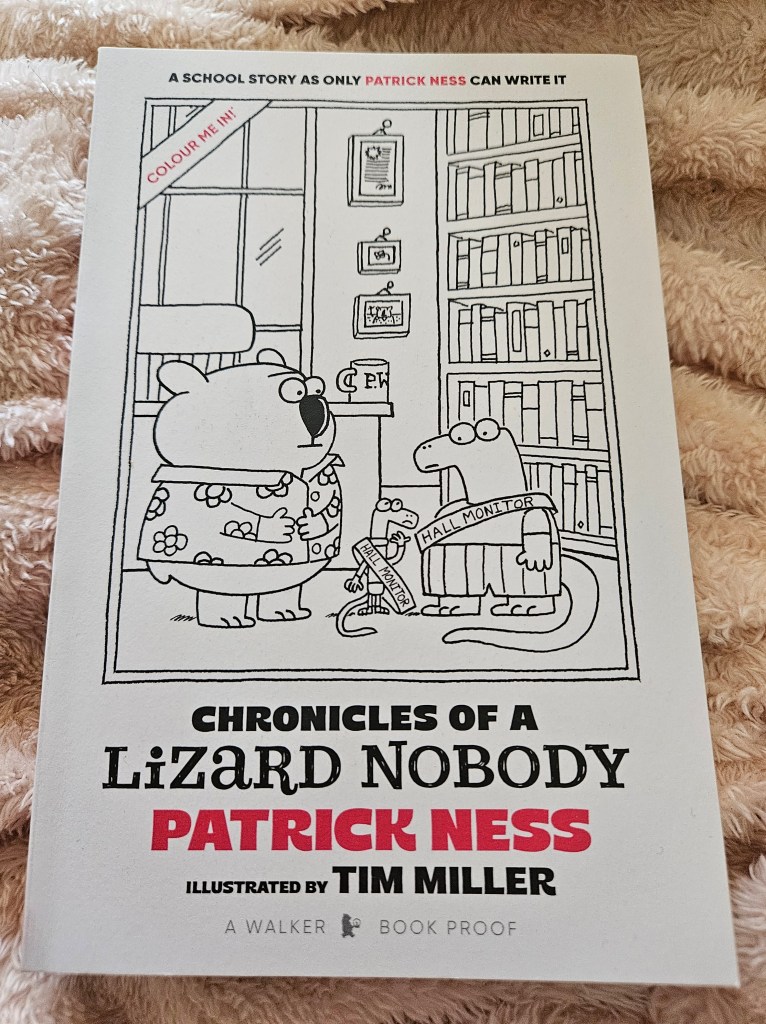 A SCHOOL STORY AS ONLY PATRICK NESS CAN WRITE IT
COLOUR ME IN!
P.W
HALL MONITOR
HALL MONITOR
CHRONICLES OF A
LiZaRD NOBODY
PATRICK NESS
ILLUSTRATED BY TIM MILLER
A WALKER BOOK PROOF